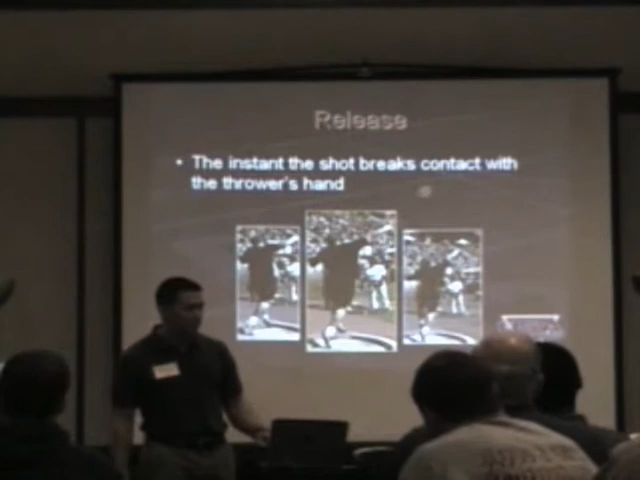 Release
• The instant the shot breaks contact with
the thrower's hand